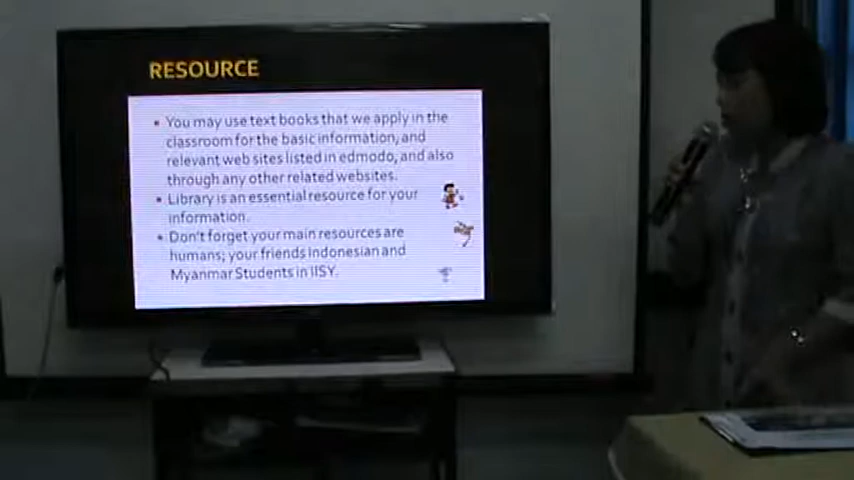 RESOURCE
You may use text books that we apply in the
classroom for the basic information, and
relevant web sites listed in edmodo, and also
through any other related websites.
Library is an essential resource for your
information.
Don't forget your main resources are
humans; your friends Indonesian and
Myanmar Students in IISY.